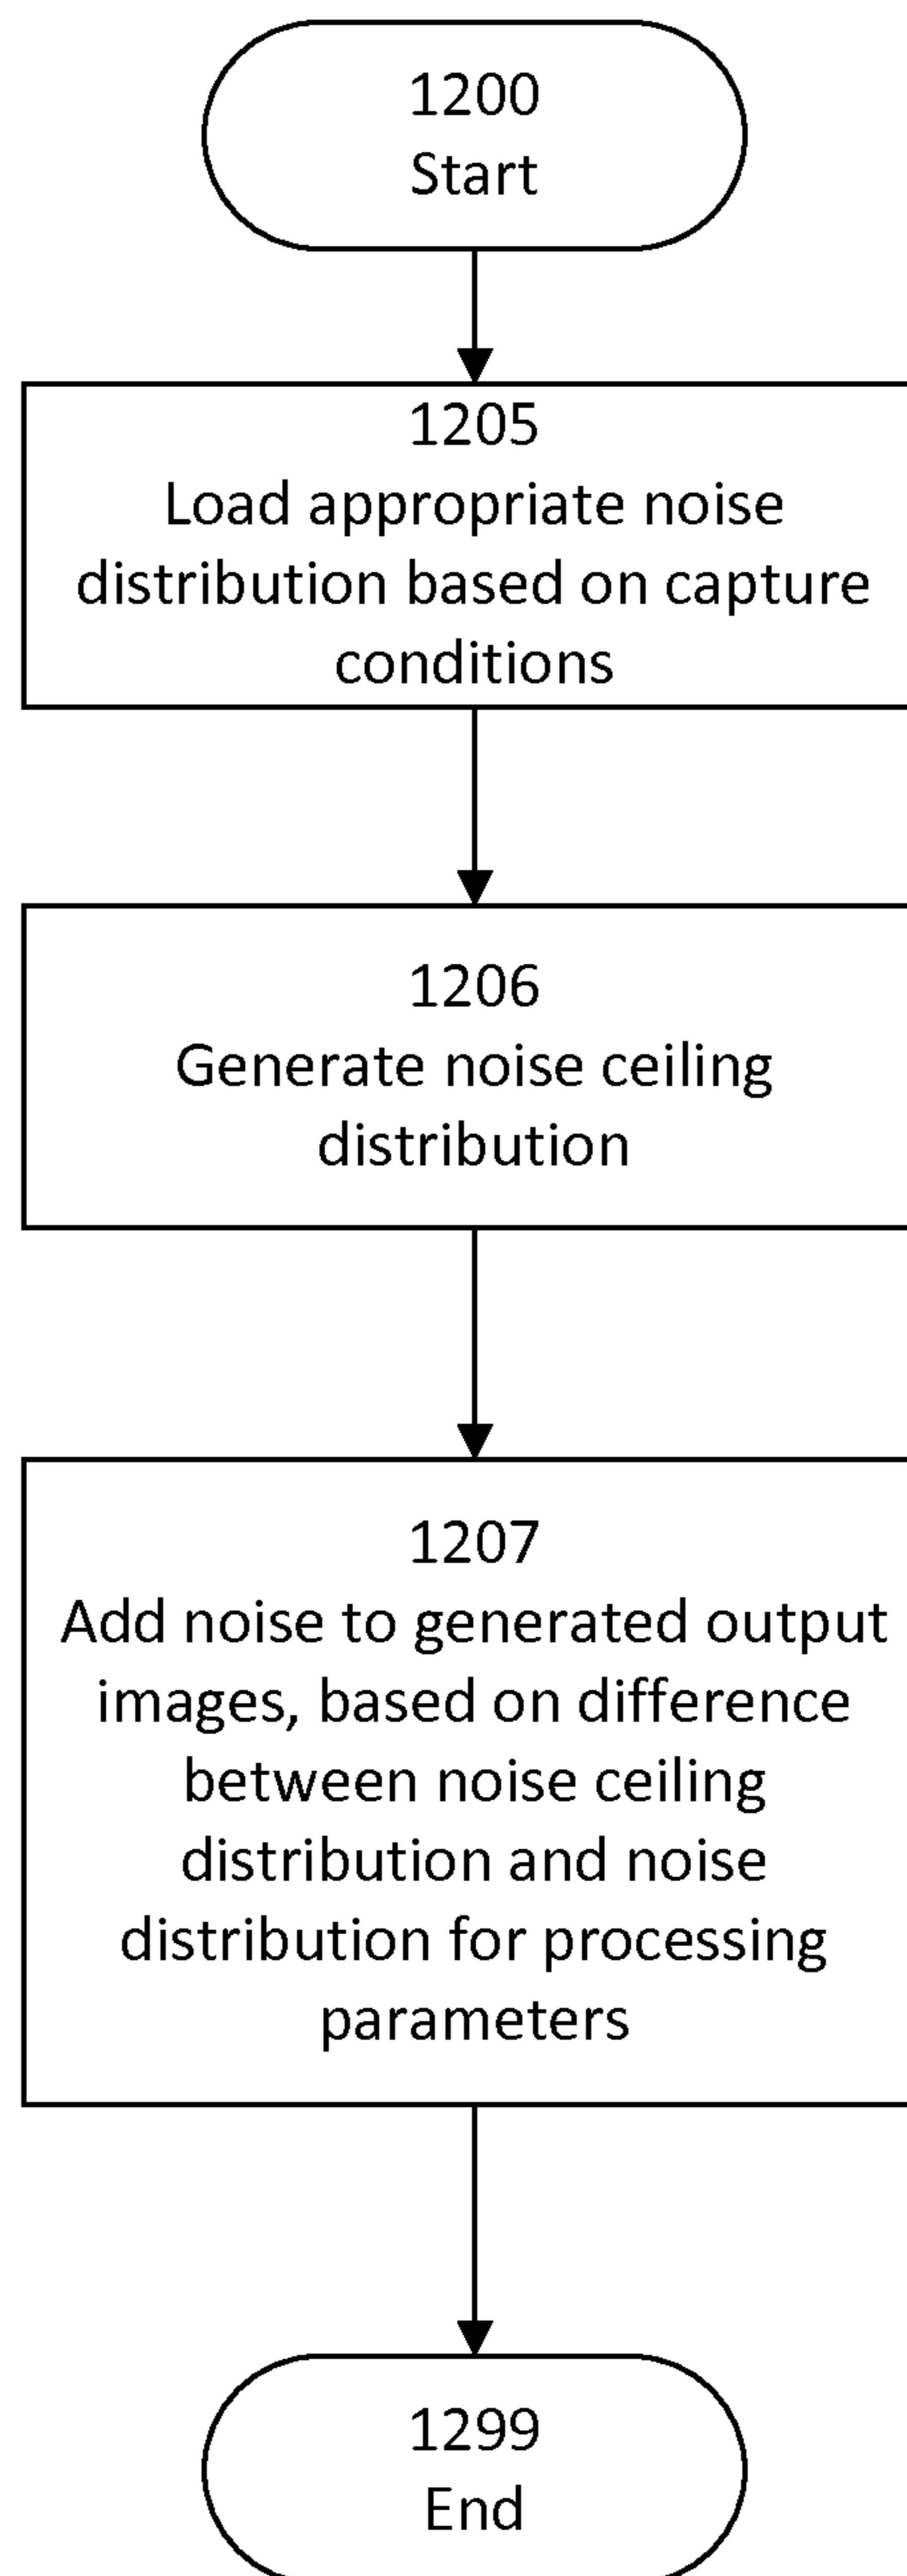 1200
Start
1205
Load appropriate noise
distribution based on capture
conditions
1206
Generate noise ceiling
distribution
1207
Add noise to generated output
images, based on difference
between noise ceiling
distribution and noise
distribution for processing
parameters
1299
End